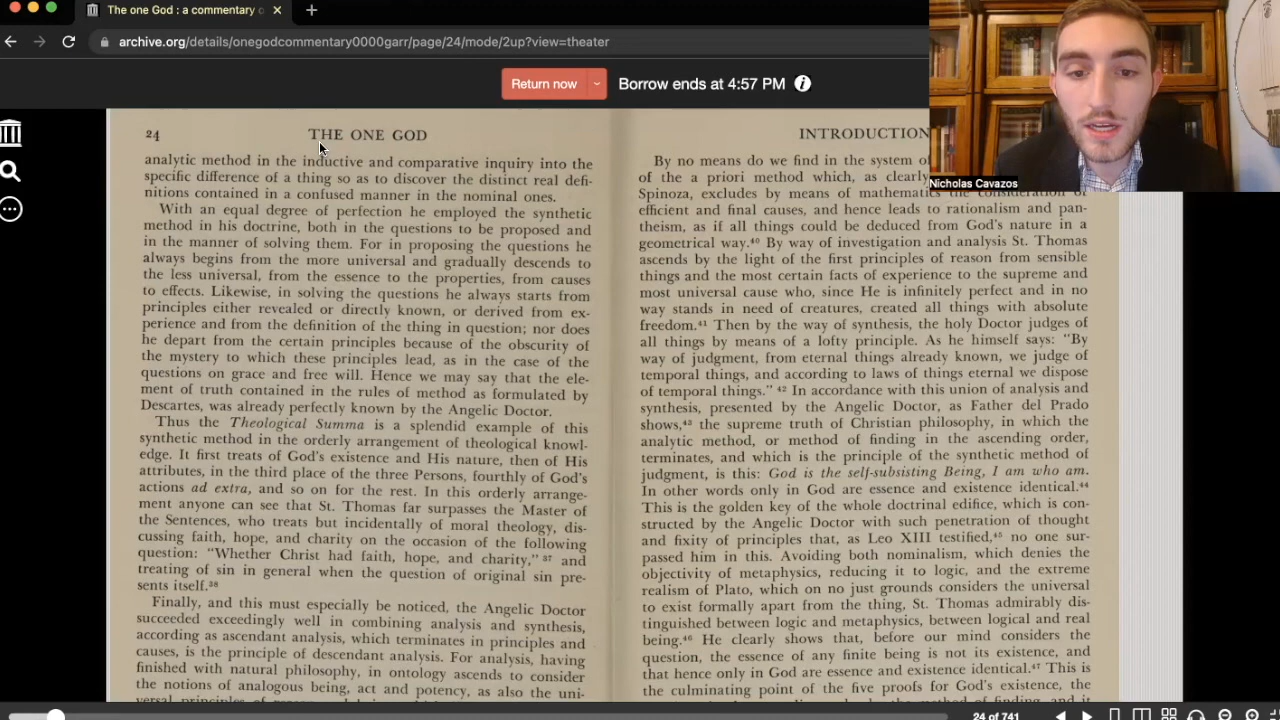 The one God : a commentary o
archive.org/details/onegodcommentary0000garr/page/24/mode/2up?view=theater
Return now
Borrow ends at 4:57 PM
Nicholas Cavazos
24
THE ONE GOD
analytic method in the inductive and comparative inquiry into the
specific difference of a thing so as to discover the distinct real defi-
nitions contained in a confused manner in the nominal ones.
With an equal degree of perfection he employed the synthetic
method in his doctrine, both in the questions to be proposed and
in the manner of solving them. For in proposing the questions he
always begins from the more universal and gradually descends to
the less universal, from the essence to the properties, from causes
to effects. Likewise, in solving the questions he always starts from
principles either revealed or directly known, or derived from ex-
perience and from the definition of the thing in question; nor does
he depart from the certain principles because of the obscurity of
the mystery to which these principles lead, as in the case of the
questions on grace and free will. Hence we may say that the ele-
ment of truth contained in the rules of method as formulated by
Descartes, was already perfectly known by the Angelic Doctor.
Thus the Theological Summa is a splendid example of this
synthetic method in the orderly arrangement of theological knowl-
edge. It first treats of God's existence and His nature, then of His
attributes, in the third place of the three Persons, fourthly of God's
actions ad extra, and so on for the rest. In this orderly arrange-
ment anyone can see that St. Thomas far surpasses the Master of
the Sentences, who treats but incidentally of moral theology, dis-
cussing faith, hope, and charity on the occasion of the following
question: "Whether Christ had faith, hope, and charity," 37 and
treating of sin in general when the question of original sin pre-
sents itself.38
Finally, and this must especially be noticed, the Angelic Doctor
succeeded exceedingly well in combining analysis and synthesis,
according as ascendant analysis, which terminates in principles and
causes, is the principle of descendant analysis. For analysis, having
finished with natural philosophy, in ontology ascends to consider
the notions of analogous being, act and potency, as also the uni-
INTRODUCTION
By no means do we find in the system of
of the a priori method which, as clearly
Spinoza, excludes by means of mathematics the consideration of
efficient and final causes, and hence leads to rationalism and pan-
theism, as if all things could be deduced from God's nature in a
geometrical way.40 By way of investigation and analysis St. Thomas
ascends by the light of the first principles of reason from sensible
things and the most certain facts of experience to the supreme and
most universal cause who, since He is infinitely perfect and in no
way stands in need of creatures, created all things with absolute
freedom.41 Then by the way of synthesis, the holy Doctor judges of
all things by means of a lofty principle. As he himself says: "By
way of judgment, from eternal things already known, we judge of
temporal things, and according to laws of things eternal we dispose
of temporal things." 42 In accordance with this union of analysis and
synthesis, presented by the Angelic Doctor, as Father del Prado
shows,43 the supreme truth of Christian philosophy, in which the
analytic method, or method of finding in the ascending order,
terminates, and which is the principle of the synthetic method of
judgment, is this: God is the self-subsisting Being, I am who am.
In other words only in God are essence and existence identical.44
This is the golden key of the whole doctrinal edifice, which is con-
structed by the Angelic Doctor with such penetration of thought
and fixity of principles that, as Leo XIII testified,45 no one sur-
passed him in this. Avoiding both nominalism, which denies the
objectivity of metaphysics, reducing it to logic, and the extreme
realism of Plato, which on no just grounds considers the universal
to exist formally apart from the thing, St. Thomas admirably dis-
tinguished between logic and metaphysics, between logical and real
being.46 He clearly shows that, before our mind considers the
question, the essence of any finite being is not its existence, and
that hence only in God are essence and existence identical.47 This is
the culminating point of the five proofs for God's existence, the
24 of 741